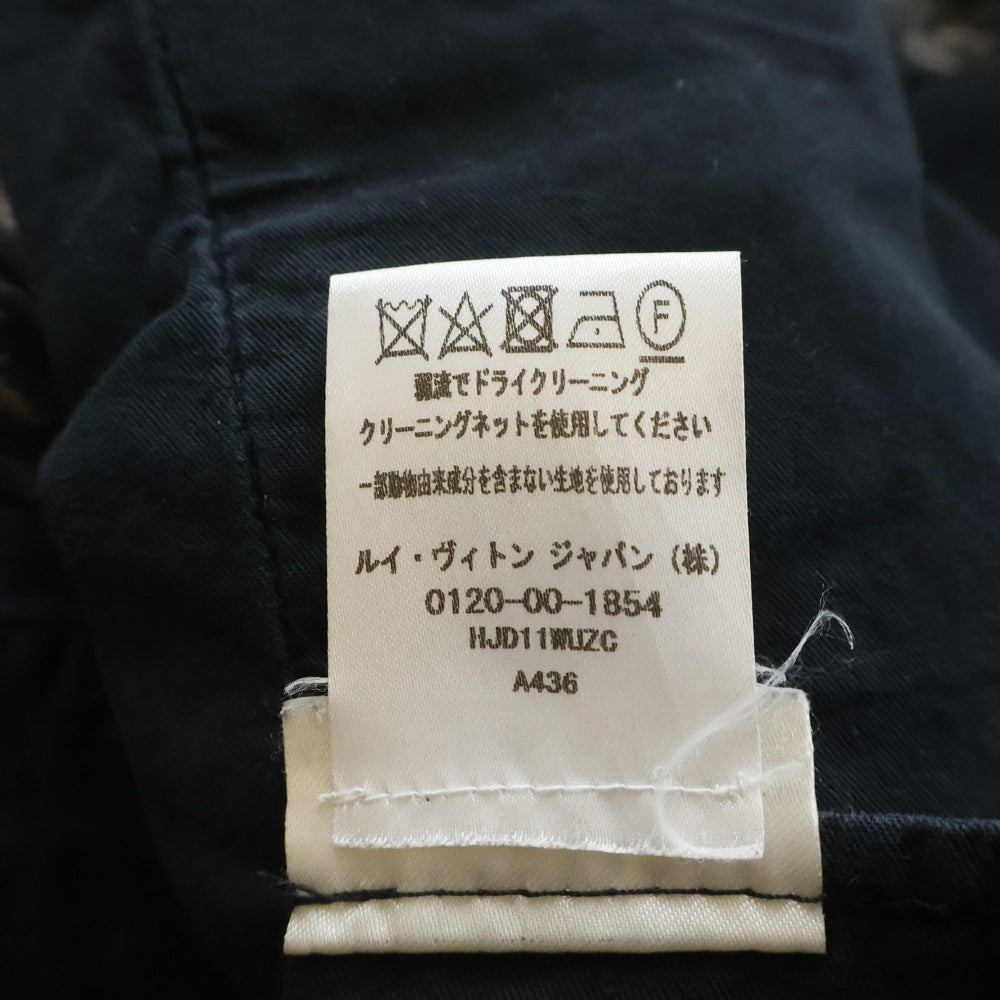 F
弱流でドライクリーニング
クリーニングネットを使用してください
一部動物由来成分を含まない生地を使用しております
ルイ・ヴィトン ジャパン (株)
0120-00-1854
HJD11WUZC
A436